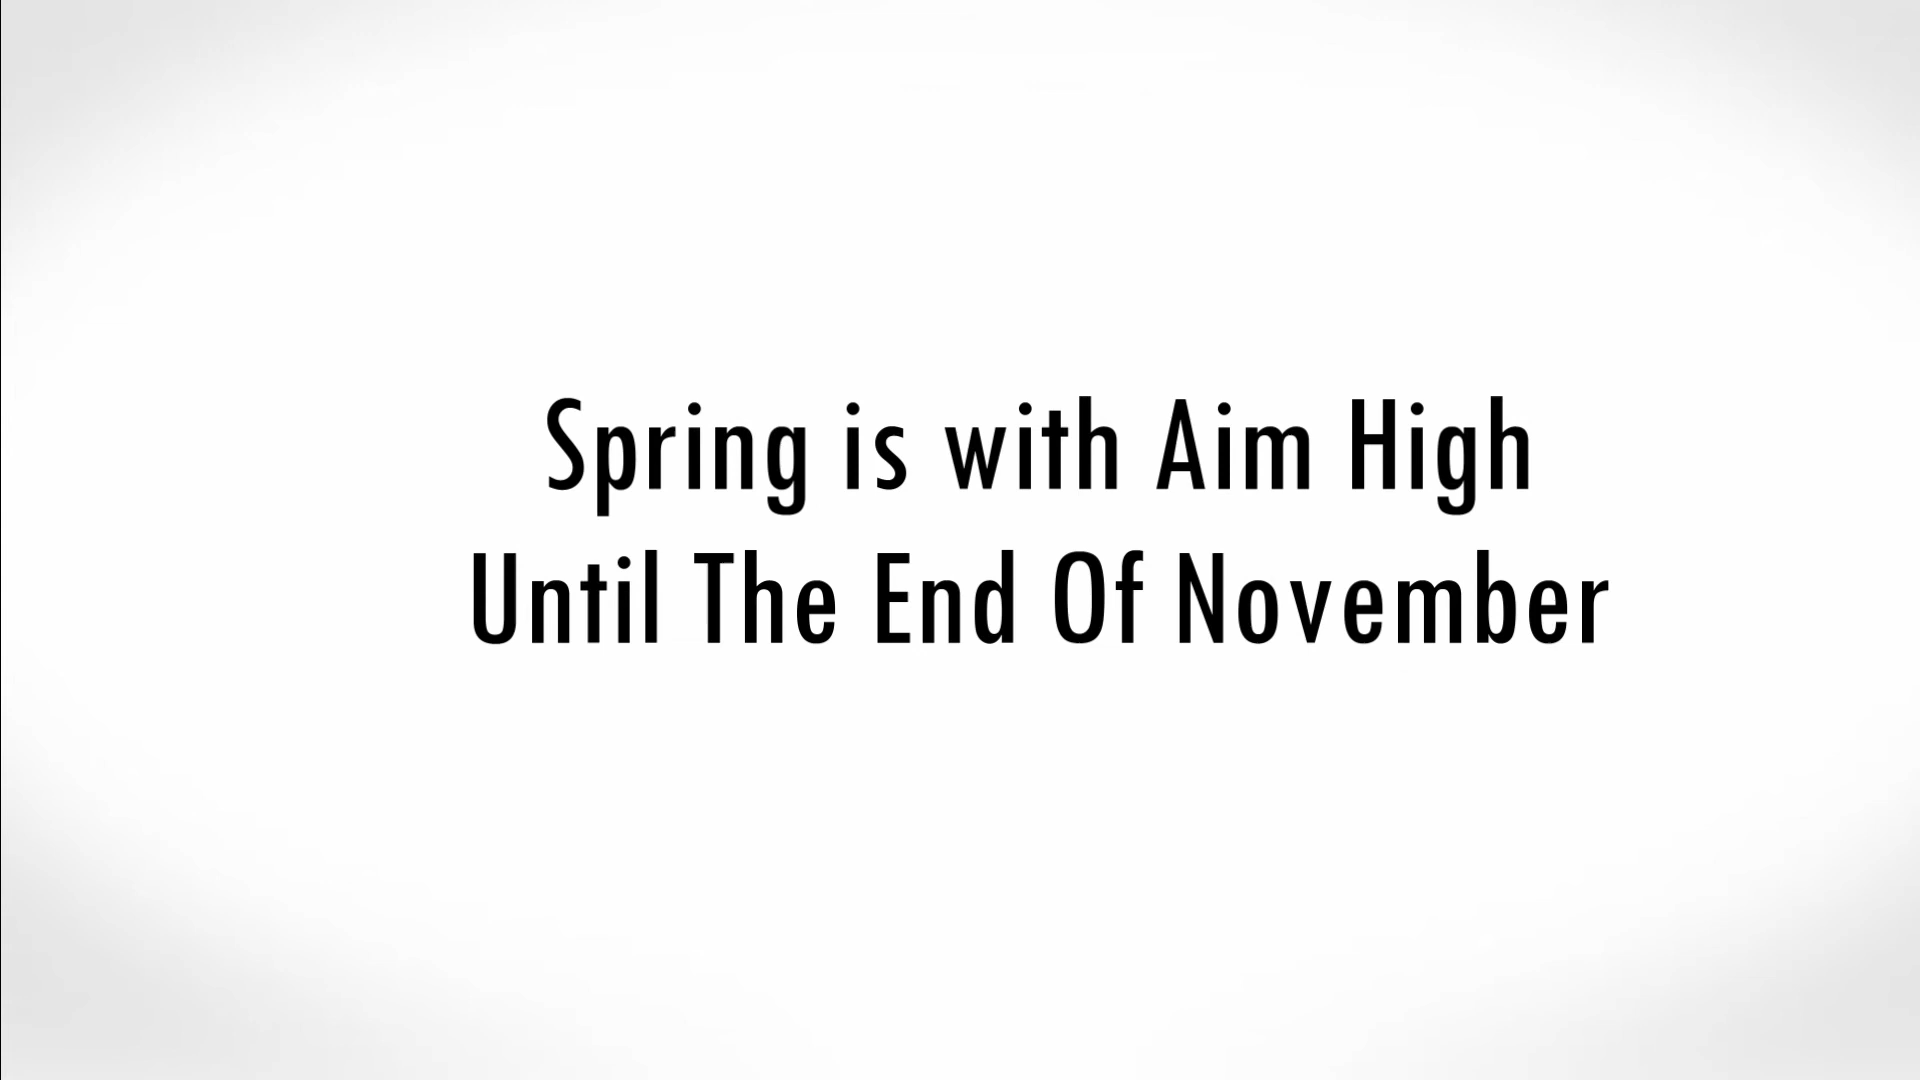 Spring is with Aim High
Until The End Of November